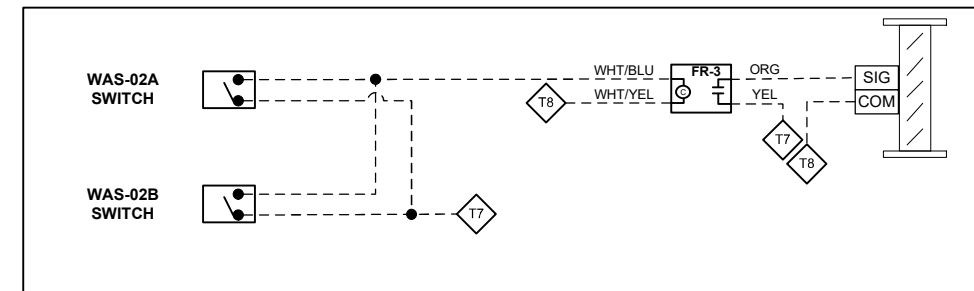 WAS-02A
SWITCH
WHT/BLU
FR-3
ORG
SIG
T8
WHT/YEL
C
YEL
COM
T7
T8
WAS-02B
SWITCH
T7